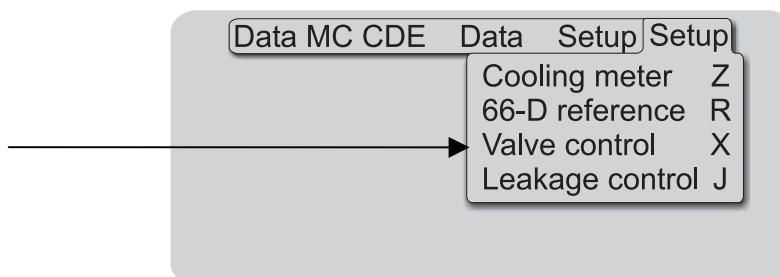 Data MC CDE Data Setup Setup
Cooling meter Z
66-D reference R
Valve control X
Leakage control J